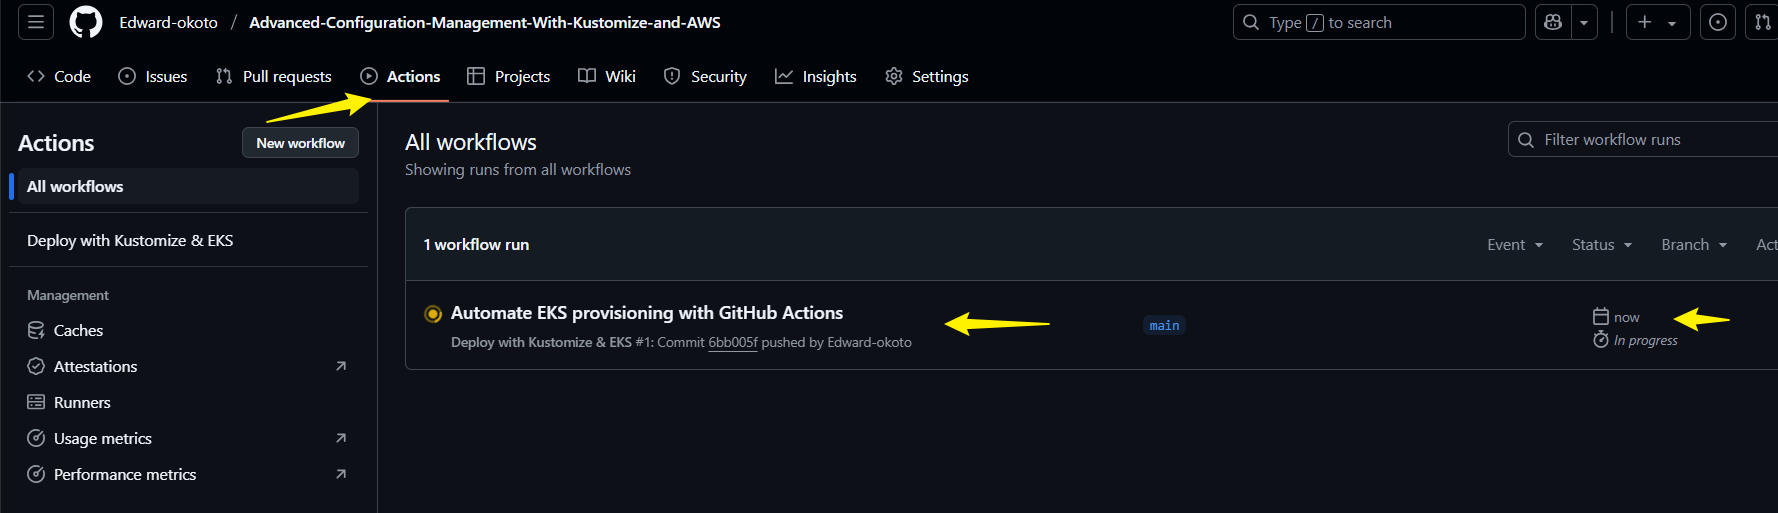 Edward-okoto / Advanced-Configuration-Management-With-Kustomize-and-AWS
Type / to search
Code Issues Pull requests Actions Projects Wiki Security Insights Settings
Actions
New workflow
All workflows
Deploy with Kustomize & EKS
Management
Caches
Attestations
Runners
Usage metrics
Performance metrics
All workflows
Showing runs from all workflows
Filter workflow runs
1 workflow run
Event Status Branch Act
Automate EKS provisioning with GitHub Actions
Deploy with Kustomize & EKS #1: Commit 6bb005f pushed by Edward-okoto
main
now
In progress